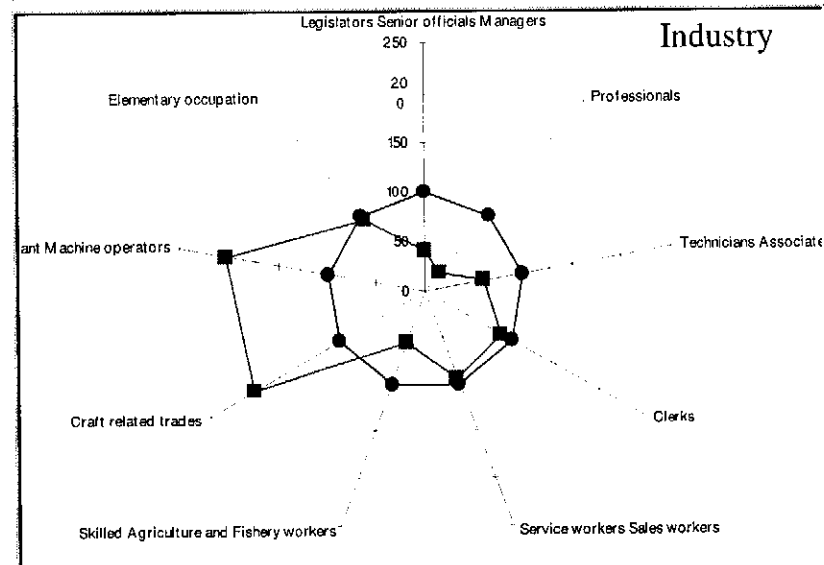 Legislators Senior officials Managers
Industry
250
20
0
150
100
50
0
Elementary occupation
Professionals
ant Machine operators
Technicians Associate
Craft related trades
Clerks
Skilled Agriculture and Fishery workers
Service workers Sales workers